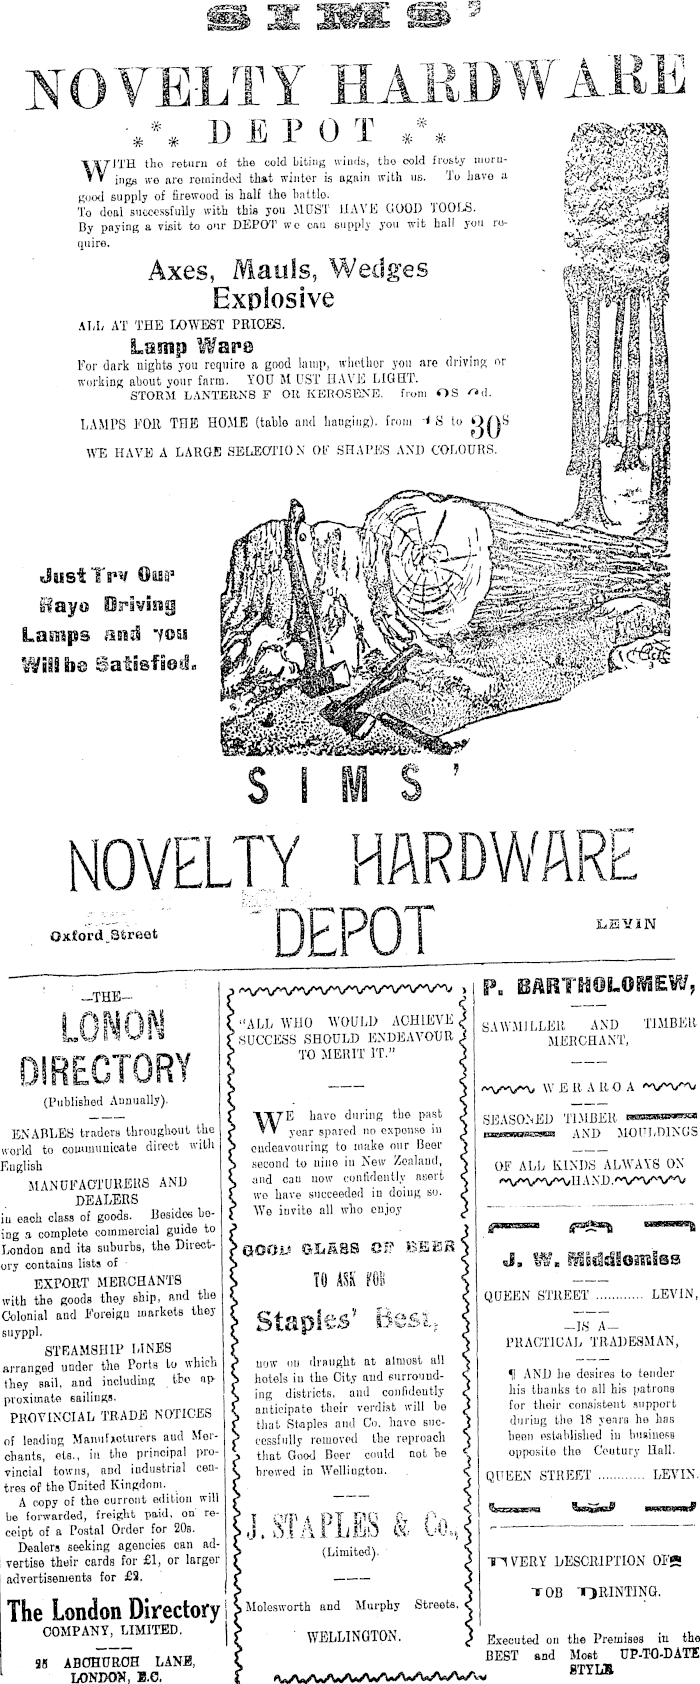 SIMS'
NOVELTY HARDWARE
DEPOT
WITH the return of the cold biting winds, the cold frosty morn-
ings we are reminded that winter is again with us. To have a
good supply of firewood is half the battle.
To deal successfully with this you MUST HAVE GOOD TOOLS.
By paying a visit to our DEPOT we can supply you wit hall you re-
quire.
Axes, Mauls, Wedges
Explosive
ALL AT THE LOWEST PRICES.
Lamp Ware
For dark nights you require a good lamp, whether you are driving or
working about your farm. YOU M UST HAVE LIGHT.
STORM LANTERNS F OR KEROSENE. from
LAMPS FOR THE HOME (table and hanging). from to 30s
WE HAVE A LARGE SELECTION OF SHAPES AND COLOURS.
Just Try Our
Rayo Driving
Lamps and you
Will be Satisfied.
SIMS'
NOVELTY HARDWARE
DEPOT
Oxford Street
LEVIN
—THE—
LONON
DIRECTORY
(Published Annually).
ENABLES traders throughout the
world to communicate direct with
English
MANUFACTURERS AND
DEALERS
in each class of goods. Besides be-
ing a complete commercial guide to
London and its suburbs, the Direct-
ory contains lists of
EXPORT MERCHANTS
with the goods they ship, and the
Colonial and Foreign markets they
suyppl.
STEAMSHIP LINES
arranged under the Ports to which
they sail, and including the ap-
proximate sailings.
PROVINCIAL TRADE NOTICES
of leading Manufacturers and Mer-
chants, etc., in the principal pro-
vincial towns, and industrial cen-
tres of the United Kingdom.
A copy of the current edition will
be forwarded, freight paid, on re-
ceipt of a Postal Order for 20s.
Dealers seeking agencies can ad-
vertise their cards for £1, or larger
advertisements for £2.
The London Directory
COMPANY, LIMITED.
25 ABCHURCH LANE,
LONDON, E.C.
"ALL WHO WOULD ACHIEVE
SUCCESS SHOULD ENDEAVOUR
TO MERIT IT."
WE have during the past
year spared no expense in
endeavouring to make our Beer
second to nine in New Zealand,
and can now confidently asert
we have succeeded in doing so.
We invite all who enjoy
GOOD GLASS OF BEER
TO ASK FOR
Staples' Best,
now on draught at almost all
hotels in the City and surround-
ing districts, and confidently
anticipate their verdist will be
that Staples and Co. have suc-
cessfully removed the reproach
that Good Beer could not be
brewed in Wellington.
J. STAPLES & Co.,
(Limited).
Molesworth and Murphy Streets,
WELLINGTON.
P. BARTHOLOMEW,
SAWMILLER AND TIMBER
MERCHANT,
WERAROA
SEASONED TIMBER
AND MOULDINGS
OF ALL KINDS ALWAYS ON
HAND.
J. W. Middlomiss
QUEEN STREET ............ LEVIN,
—IS A—
PRACTICAL TRADESMAN,
¶ AND he desires to tender
his thanks to all his patrons
for their consistent support
during the 18 years he has
been established in business
opposite the Century Hall.
QUEEN STREET ............ LEVIN.
EVERY DESCRIPTION OF
JOB PRINTING.
Executed on the Premises in the
BEST and Most UP-TO-DATE
STYLE